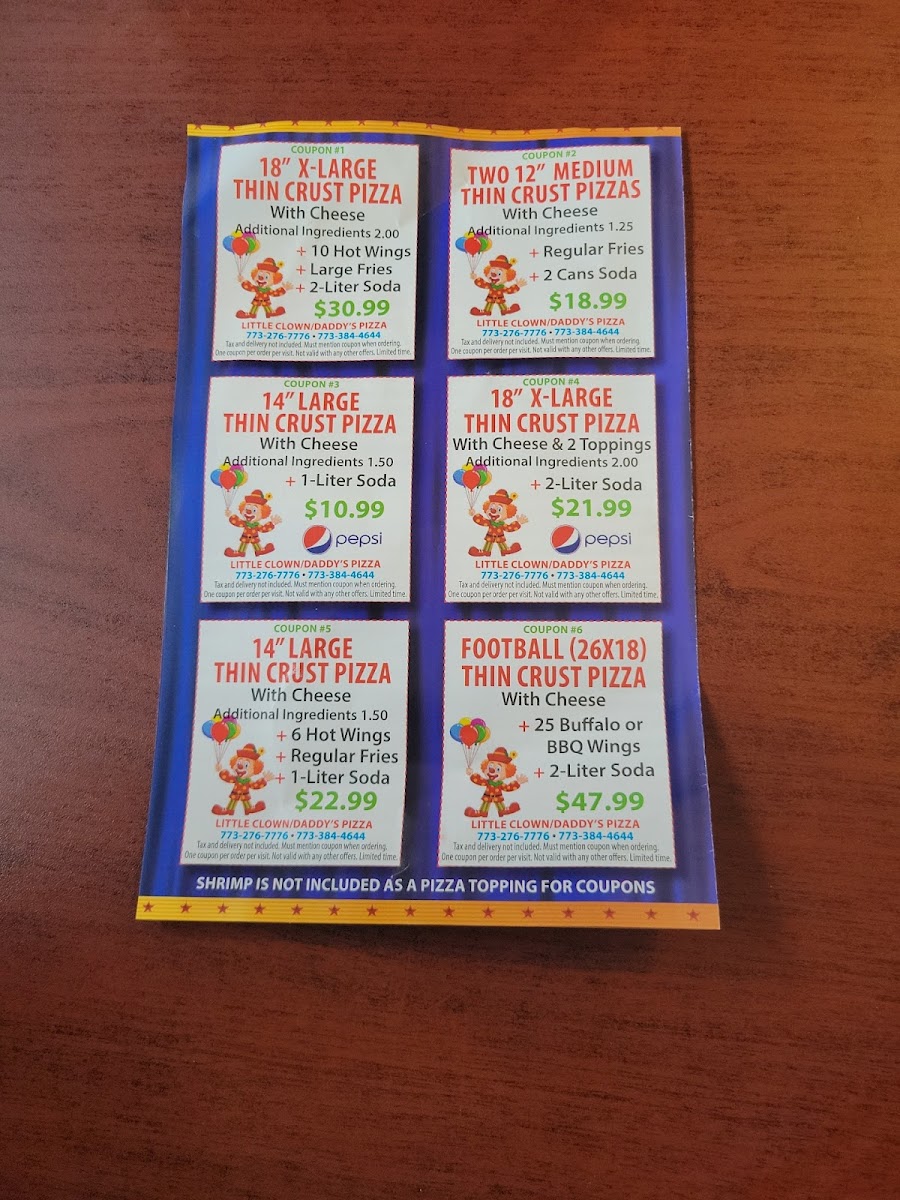 COUPON #1
18" X-LARGE
THIN CRUST PIZZA
With Cheese
Additional Ingredients 2.00
+ 10 Hot Wings
+ Large Fries
+ 2-Liter Soda
$30.99
LITTLE CLOWN/DADDY'S PIZZA
773-276-7776 • 773-384-4644
Tax and delivery not included. Must mention coupon when ordering.
One coupon per order per visit. Not valid with any other offers. Limited time.
COUPON #2
TWO 12" MEDIUM
THIN CRUST PIZZAS
With Cheese
Additional Ingredients 1.25
+ Regular Fries
+ 2 Cans Soda
$18.99
LITTLE CLOWN/DADDY'S PIZZA
773-276-7776 • 773-384-4644
Tax and delivery not included. Must mention coupon when ordering.
One coupon per order per visit. Not valid with any other offers. Limited time.
COUPON #3
14" LARGE
THIN CRUST PIZZA
With Cheese
Additional Ingredients 1.50
+ 1-Liter Soda
$10.99
pepsi
LITTLE CLOWN/DADDY'S PIZZA
773-276-7776 • 773-384-4644
Tax and delivery not included. Must mention coupon when ordering.
One coupon per order per visit. Not valid with any other offers. Limited time.
COUPON #4
18" X-LARGE
THIN CRUST PIZZA
With Cheese & 2 Toppings
Additional Ingredients 2.00
+ 2-Liter Soda
$21.99
pepsi
LITTLE CLOWN/DADDY'S PIZZA
773-276-7776 • 773-384-4644
Tax and delivery not included. Must mention coupon when ordering.
One coupon per order per visit. Not valid with any other offers. Limited time.
COUPON #5
14" LARGE
THIN CRUST PIZZA
With Cheese
Additional Ingredients 1.50
+ 6 Hot Wings
+ Regular Fries
+ 1-Liter Soda
$22.99
LITTLE CLOWN/DADDY'S PIZZA
773-276-7776 • 773-384-4644
Tax and delivery not included. Must mention coupon when ordering.
One coupon per order per visit. Not valid with any other offers. Limited time.
COUPON #6
FOOTBALL (26X18)
THIN CRUST PIZZA
With Cheese
+ 25 Buffalo or
BBQ Wings
+ 2-Liter Soda
$47.99
LITTLE CLOWN/DADDY'S PIZZA
773-276-7776 • 773-384-4644
Tax and delivery not included. Must mention coupon when ordering.
One coupon per order per visit. Not valid with any other offers. Limited time.
SHRIMP IS NOT INCLUDED AS A PIZZA TOPPING FOR COUPONS